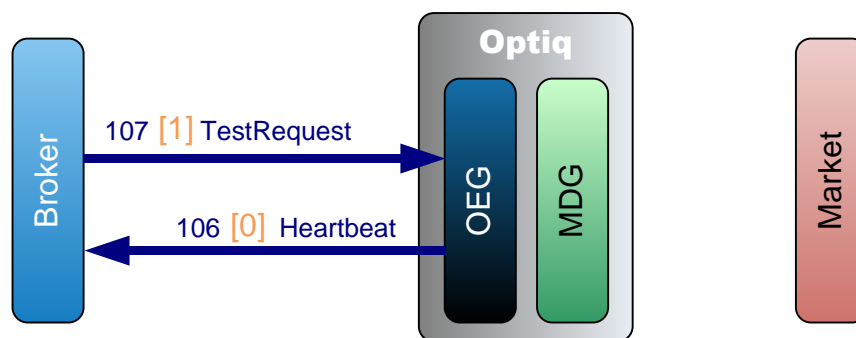 Optiq
107 [1] TestRequest
106 [0] Heartbeat
Broker
OEG
MDG
Market